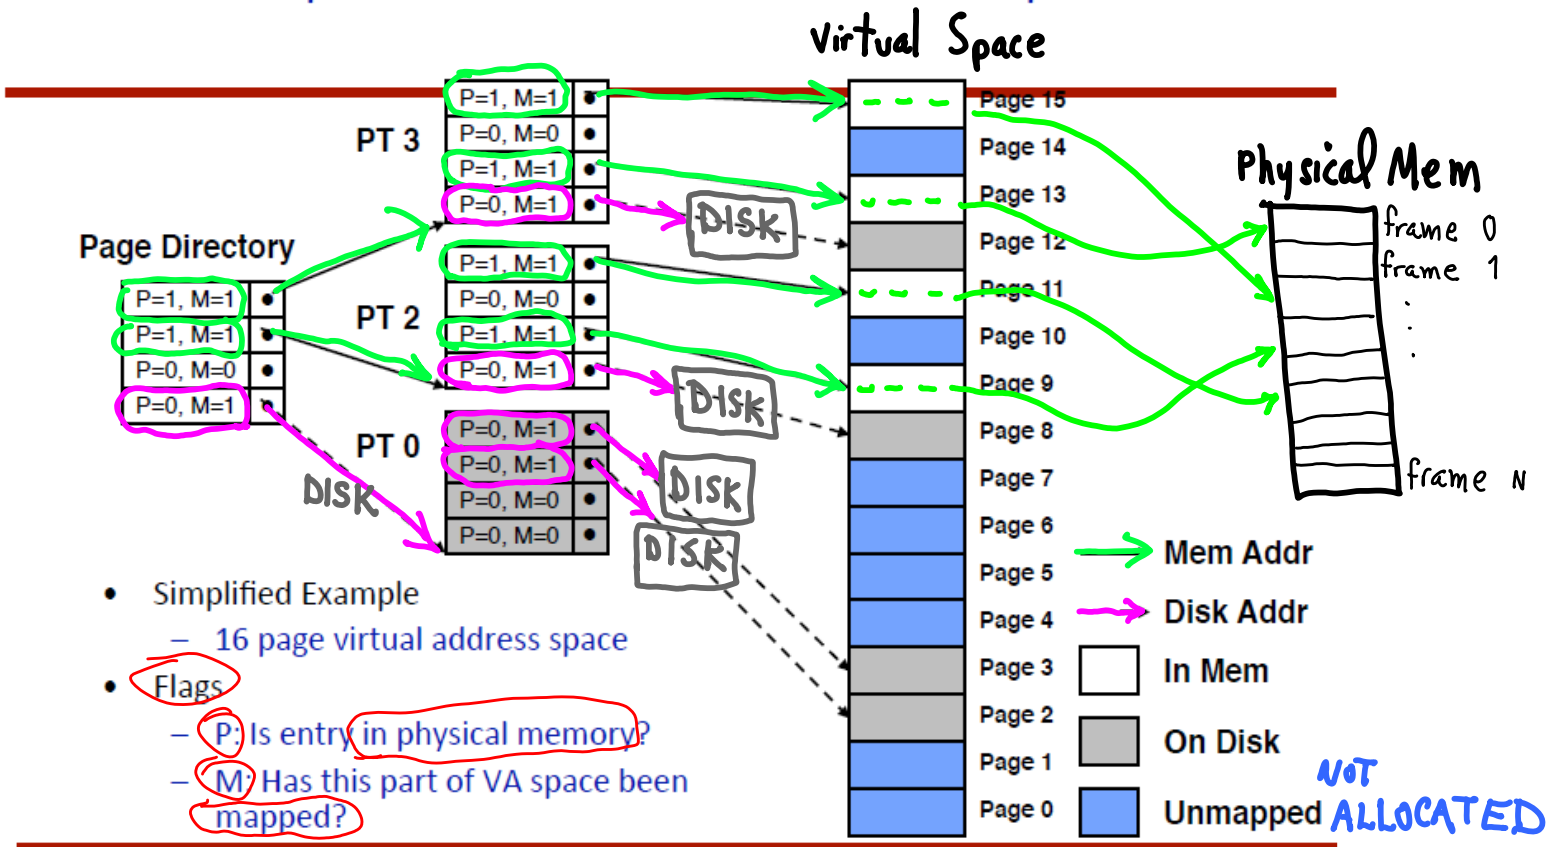 Virtual Space
Page 15
P=1, M=1
P=0, M=0
P=1, M=1
P=0, M=1
PT 3
Page 14
Page 13
Page 12
DISK
Physical Mem
frame 0
frame 1
frame N
Page Directory
P=1, M=1
P=1, M=1
P=0, M=0
P=0, M=1
DISK
PT 2
P=1, M=1
P=0, M=0
P=1, M=1
P=0, M=1
DISK
Page 11
Page 10
Page 9
Page 8
PT 0
P=0, M=1
P=0, M=1
P=0, M=0
P=0, M=0
DISK
DISK
Page 7
Page 6
Page 5
Page 4
Page 3
Page 2
Page 1
Page 0
Mem Addr
Disk Addr
In Mem
On Disk
Unmapped
NOT
ALLOCATED
• Simplified Example
– 16 page virtual address space
• Flags
– P: Is entry in physical memory?
– M: Has this part of VA space been
mapped?